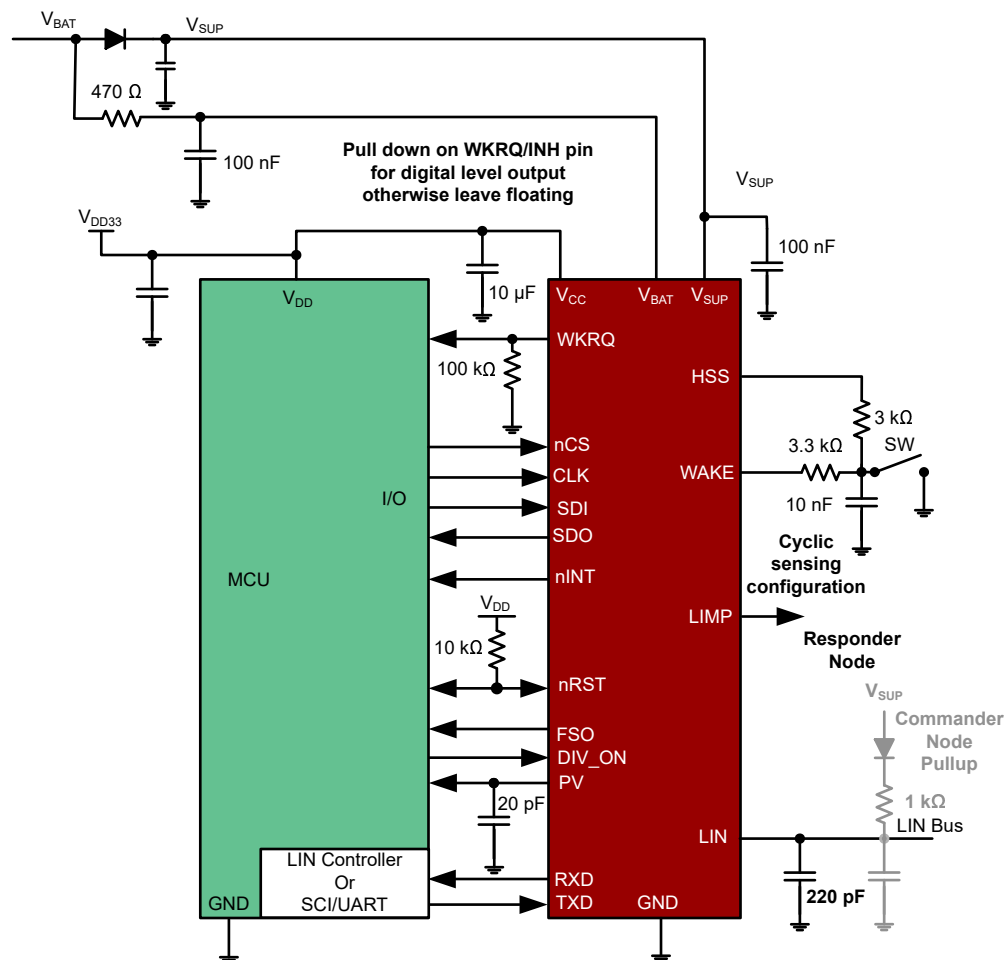 VBAT
VSUP
470 Ω
100 nF
Pull down on WKRQ/INH pin
for digital level output
otherwise leave floating
VSUP
100 nF
VDD33
10 µF
VDD
VCC
VBAT
VSUP
WKRQ
100 kΩ
HSS
3 kΩ
3.3 kΩ
SW
nCS
WAKE
CLK
10 nF
I/O
SDI
SDO
Cyclic
sensing
configuration
MCU
nINT
VDD
LIMP
10 kΩ
Responder
Node
nRST
VSUP
Commander
Node
Pullup
FSO
DIV_ON
PV
20 pF
1 kΩ
LIN Bus
LIN
LIN Controller
Or
SCI/UART
RXD
TXD
220 pF
GND
GND